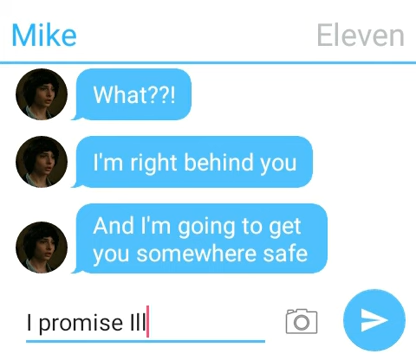 Mike Eleven
What??!
I'm right behind you
And I'm going to get
you somewhere safe
I promise Ill